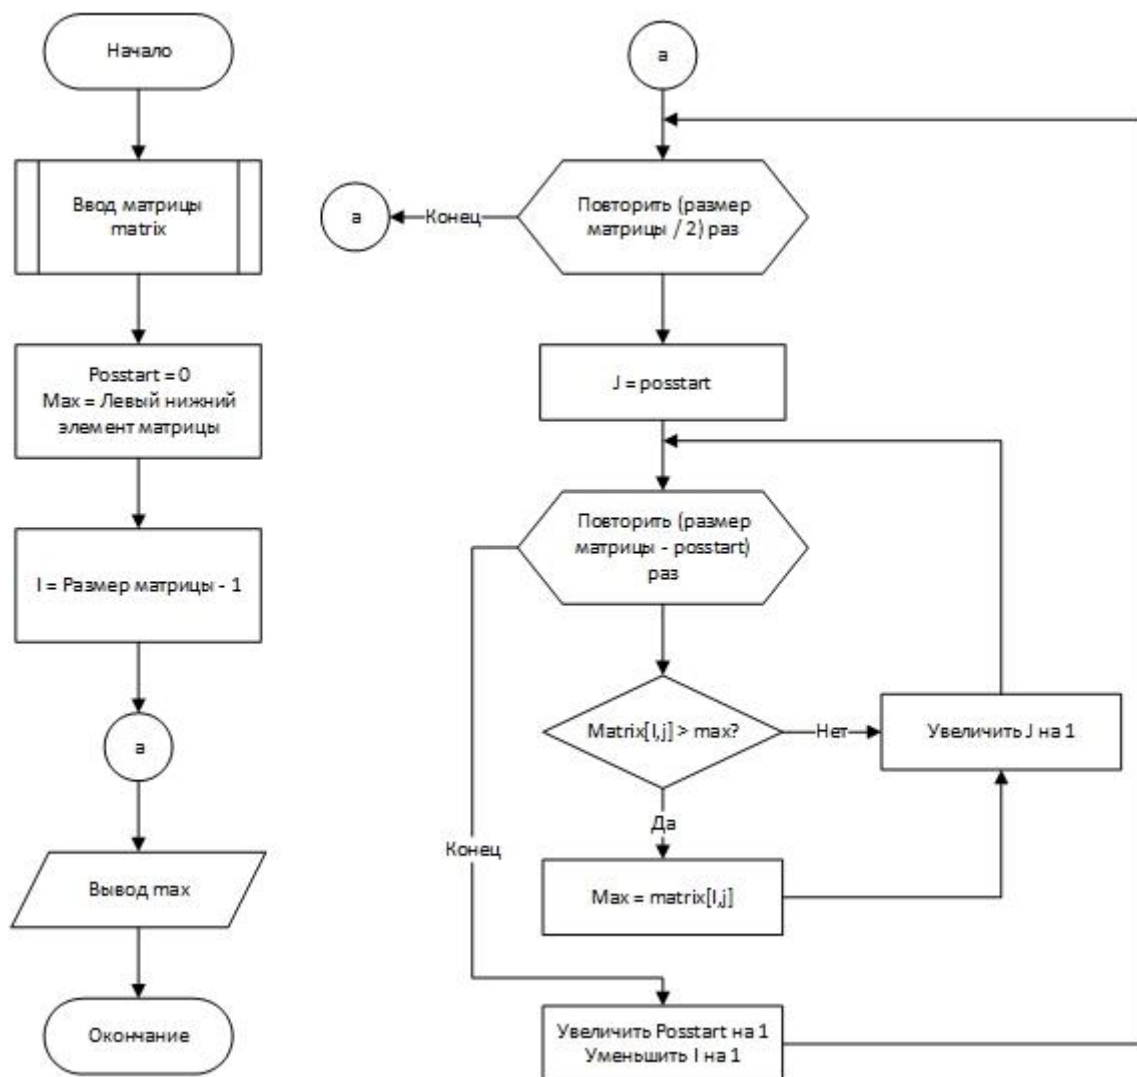 Начало
Ввод матрицы
matrix
Posstart = 0
Max = Левый нижний
элемент матрицы
I = Размер матрицы - 1
a
Вывод max
Окончание
a
Повторить (размер
матрицы / 2) раз
Конец
a
J = posstart
Повторить (размер
матрицы - posstart)
раз
Matrix[I,j] > max?
Нет
Увеличить J на 1
Да
Конец
Max = matrix[I,j]
Увеличить Posstart на 1
Уменьшить I на 1